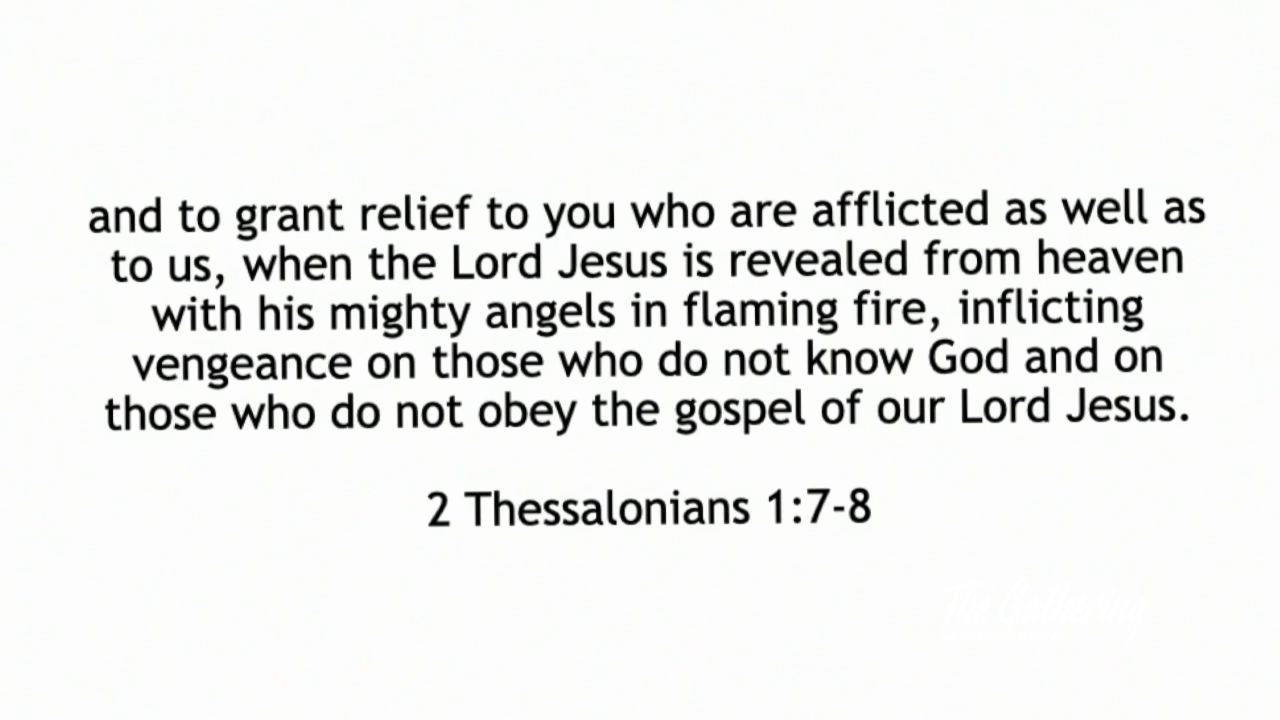 and to grant relief to you who are afflicted as well as
to us, when the Lord Jesus is revealed from heaven
with his mighty angels in flaming fire, inflicting
vengeance on those who do not know God and on
those who do not obey the gospel of our Lord Jesus.
2 Thessalonians 1:7-8
The Gathering